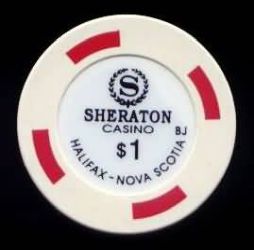 S
SHERATON
CASINO
$1
BJ
HALIFAX - NOVA SCOTIA